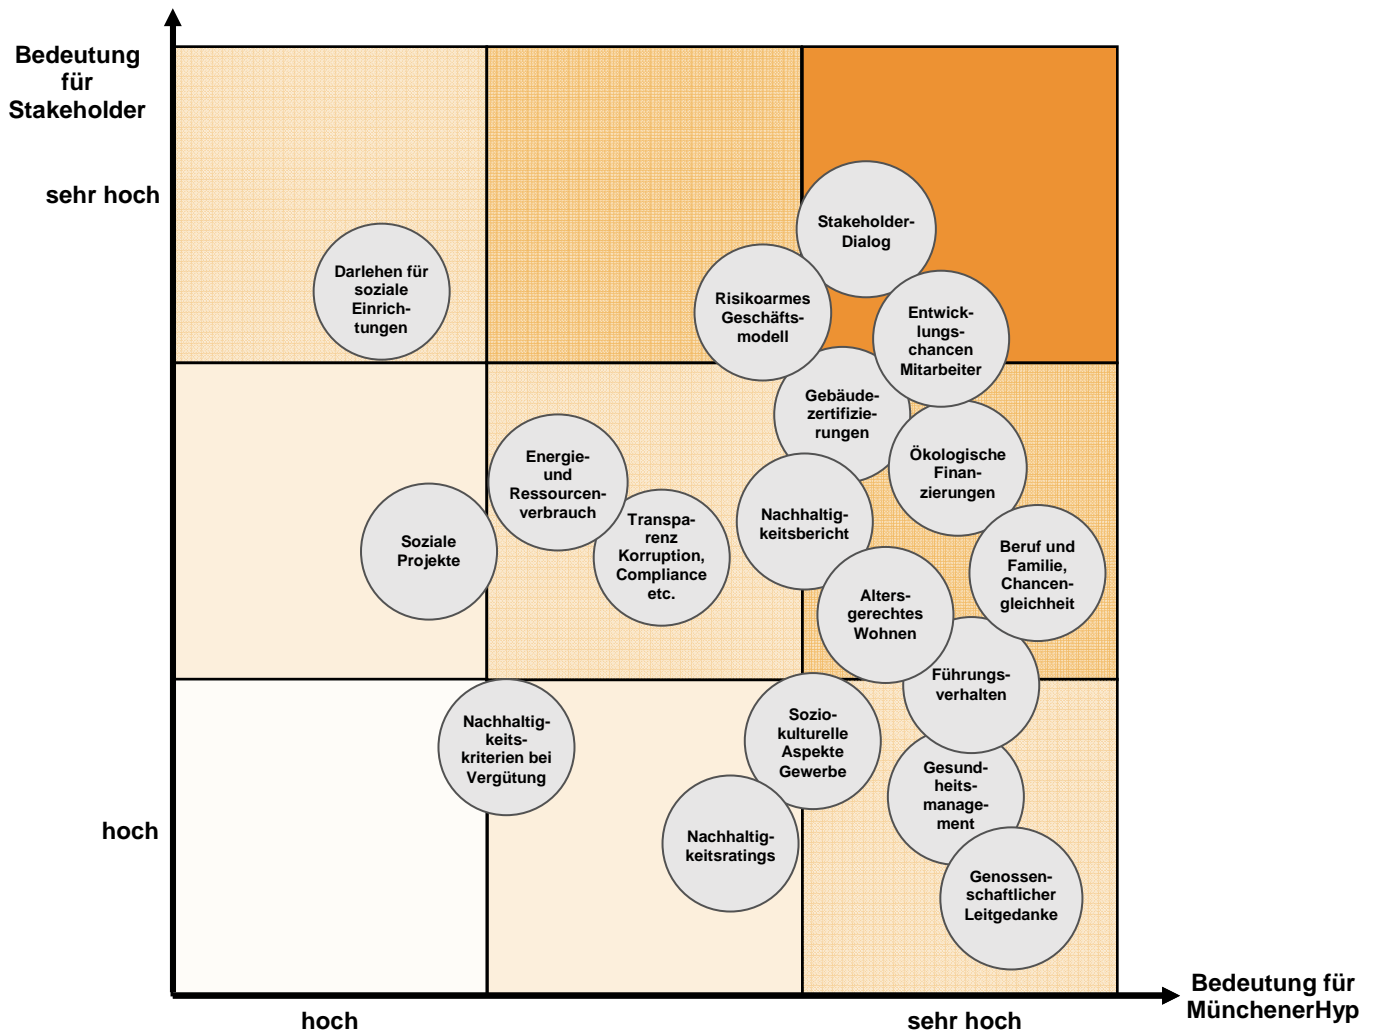 Bedeutung
für
Stakeholder
sehr hoch
Stakeholder-
Dialog
Darlehen für
soziale
Einrich-
tungen
Risikoarmes
Geschäfts-
modell
Entwick-
lungs-
chancen
Mitarbeiter
Gebäude-
zertifizie-
rungen
Energie-
und
Ressourcen-
verbrauch
Ökologische
Finan-
zierungen
Soziale
Projekte
Transpa-
renz
Korruption,
Compliance
etc.
Nachhaltig-
keitsbericht
Beruf und
Familie,
Chancen-
gleichheit
Alters-
gerechtes
Wohnen
Führungs-
verhalten
Nachhaltig-
keits-
kriterien bei
Vergütung
Sozio-
kulturelle
Aspekte
Gewerbe
Gesund-
heits-
manage-
ment
hoch
Nachhaltig-
keitsratings
Genossen-
schaftlicher
Leitgedanke
Bedeutung für
MünchenerHyp
hoch
sehr hoch